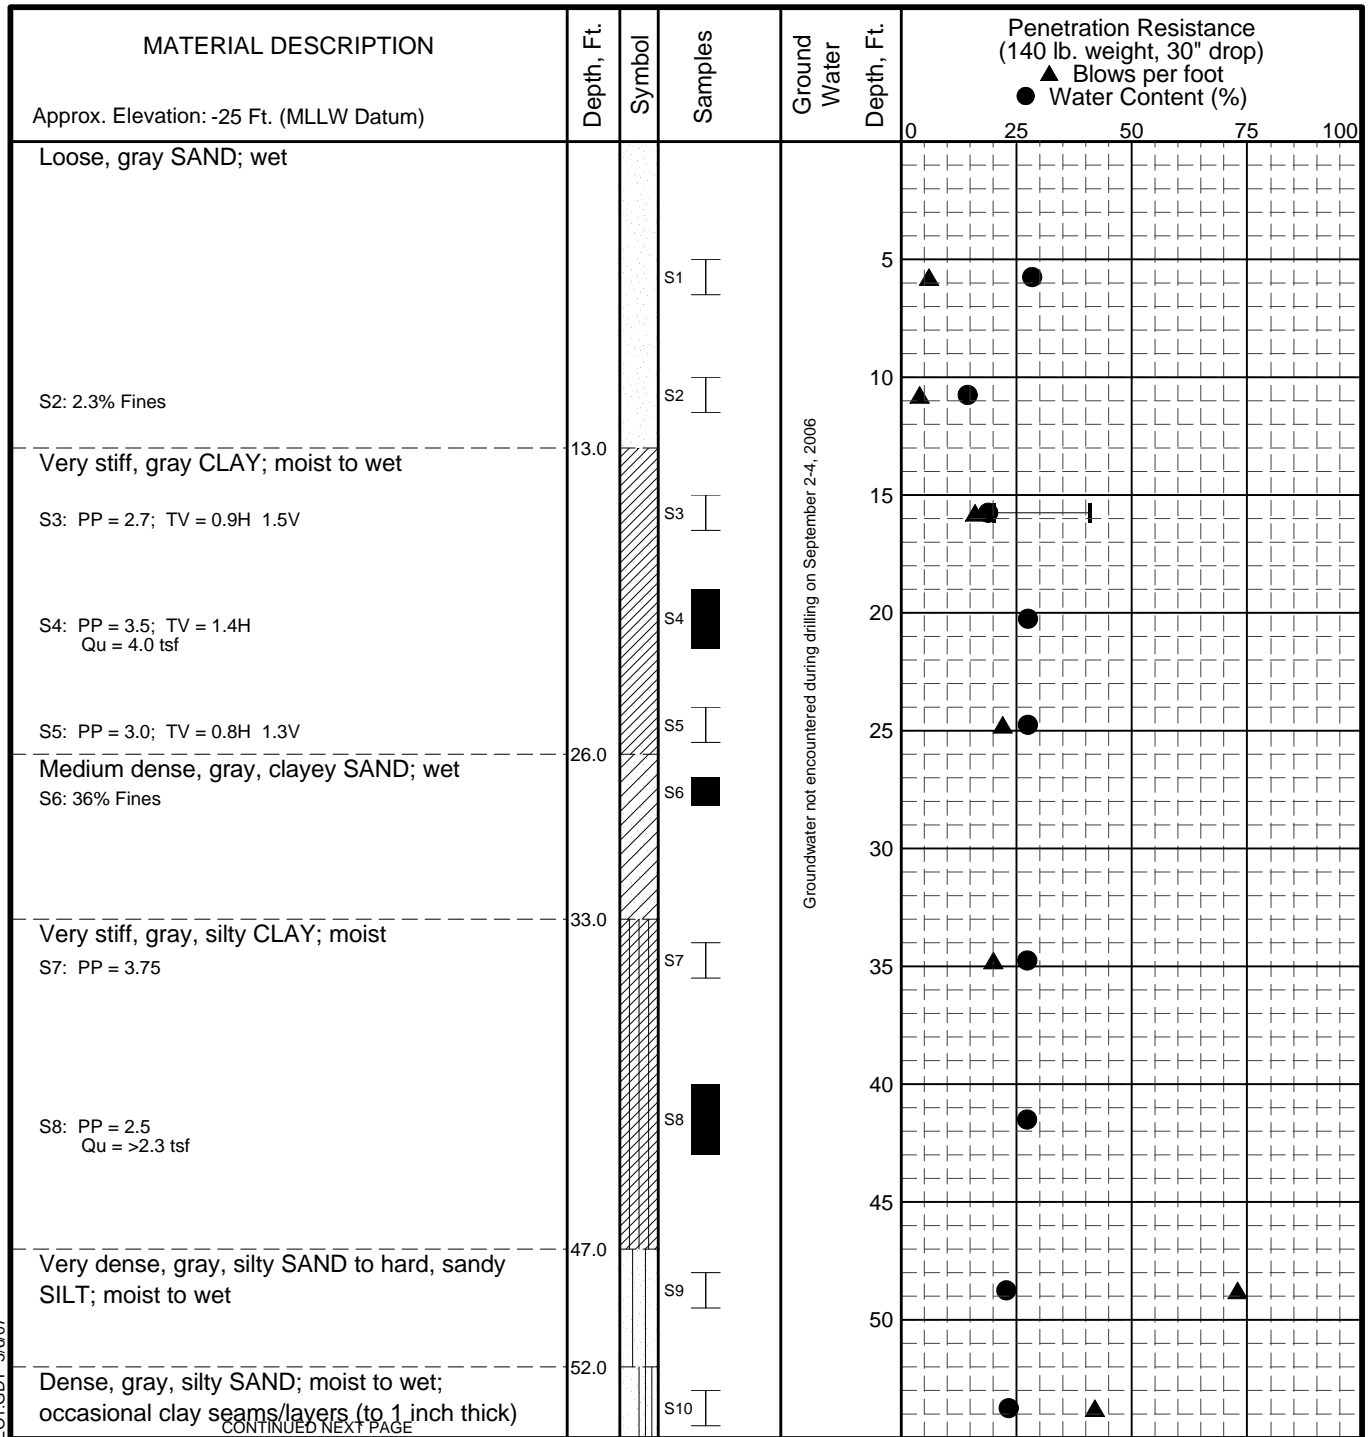 MATERIAL DESCRIPTION
Approx. Elevation: -25 Ft. (MLLW Datum)
Depth, Ft.
Symbol
Samples
Ground
Water
Depth, Ft.
Penetration Resistance
(140 lb. weight, 30" drop)
▲ Blows per foot
● Water Content (%)
0 25 50 75 100
Loose, gray SAND; wet
5
S1
10
S2: 2.3% Fines
S2
13.0
Very stiff, gray CLAY; moist to wet
15
S3: PP = 2.7; TV = 0.9H 1.5V
S3
20
S4: PP = 3.5; TV = 1.4H
Qu = 4.0 tsf
S4
S5: PP = 3.0; TV = 0.8H 1.3V
S5
25
26.0
Medium dense, gray, clayey SAND; wet
S6: 36% Fines
S6
Groundwater not encountered during drilling on September 2-4, 2006
30
33.0
Very stiff, gray, silty CLAY; moist
S7: PP = 3.75
S7
35
40
S8: PP = 2.5
Qu = >2.3 tsf
S8
45
47.0
Very dense, gray, silty SAND to hard, sandy
SILT; moist to wet
S9
50
52.0
Dense, gray, silty SAND; moist to wet;
occasional clay seams/layers (to 1 inch thick)
S10
CONTINUED NEXT PAGE